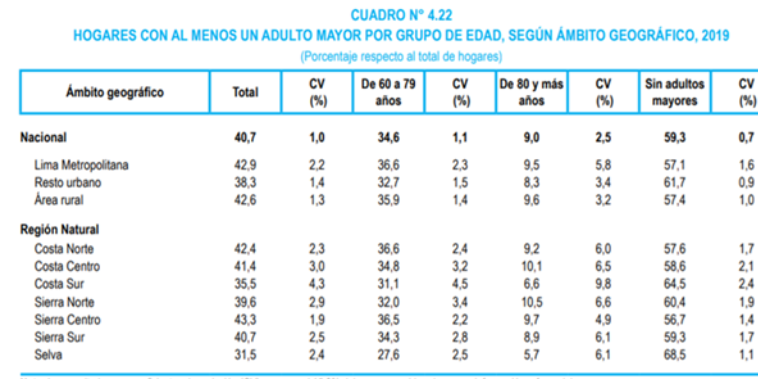 CUADRO N° 4.22
HOGARES CON AL MENOS UN ADULTO MAYOR POR GRUPO DE EDAD, SEGÚN ÁMBITO GEOGRÁFICO, 2019
(Porcentaje respecto al total de hogares)
Ámbito geográfico Total CV (%) De 60 a 79 años CV (%) De 80 y más años CV (%) Sin adultos mayores CV (%)
Nacional 40,7 1,0 34,6 1,1 9,0 2,5 59,3 0,7
Lima Metropolitana 42,9 2,2 36,6 2,3 9,5 5,8 57,1 1,6
Resto urbano 38,3 1,4 32,7 1,5 8,3 3,4 61,7 0,9
Área rural 42,6 1,3 35,9 1,4 9,6 3,2 57,4 1,0
Región Natural
Costa Norte 42,4 2,3 36,6 2,4 9,2 6,0 57,6 1,7
Costa Centro 41,4 3,0 34,8 3,2 10,1 6,5 58,6 2,1
Costa Sur 35,5 4,3 31,1 4,5 6,6 9,8 64,5 2,4
Sierra Norte 39,6 2,9 32,0 3,4 10,5 6,6 60,4 1,9
Sierra Centro 43,3 1,9 36,5 2,2 9,7 4,9 56,7 1,4
Sierra Sur 40,7 2,5 34,3 2,8 8,9 6,1 59,3 1,7
Selva 31,5 2,4 27,6 2,5 5,7 6,1 68,5 1,1